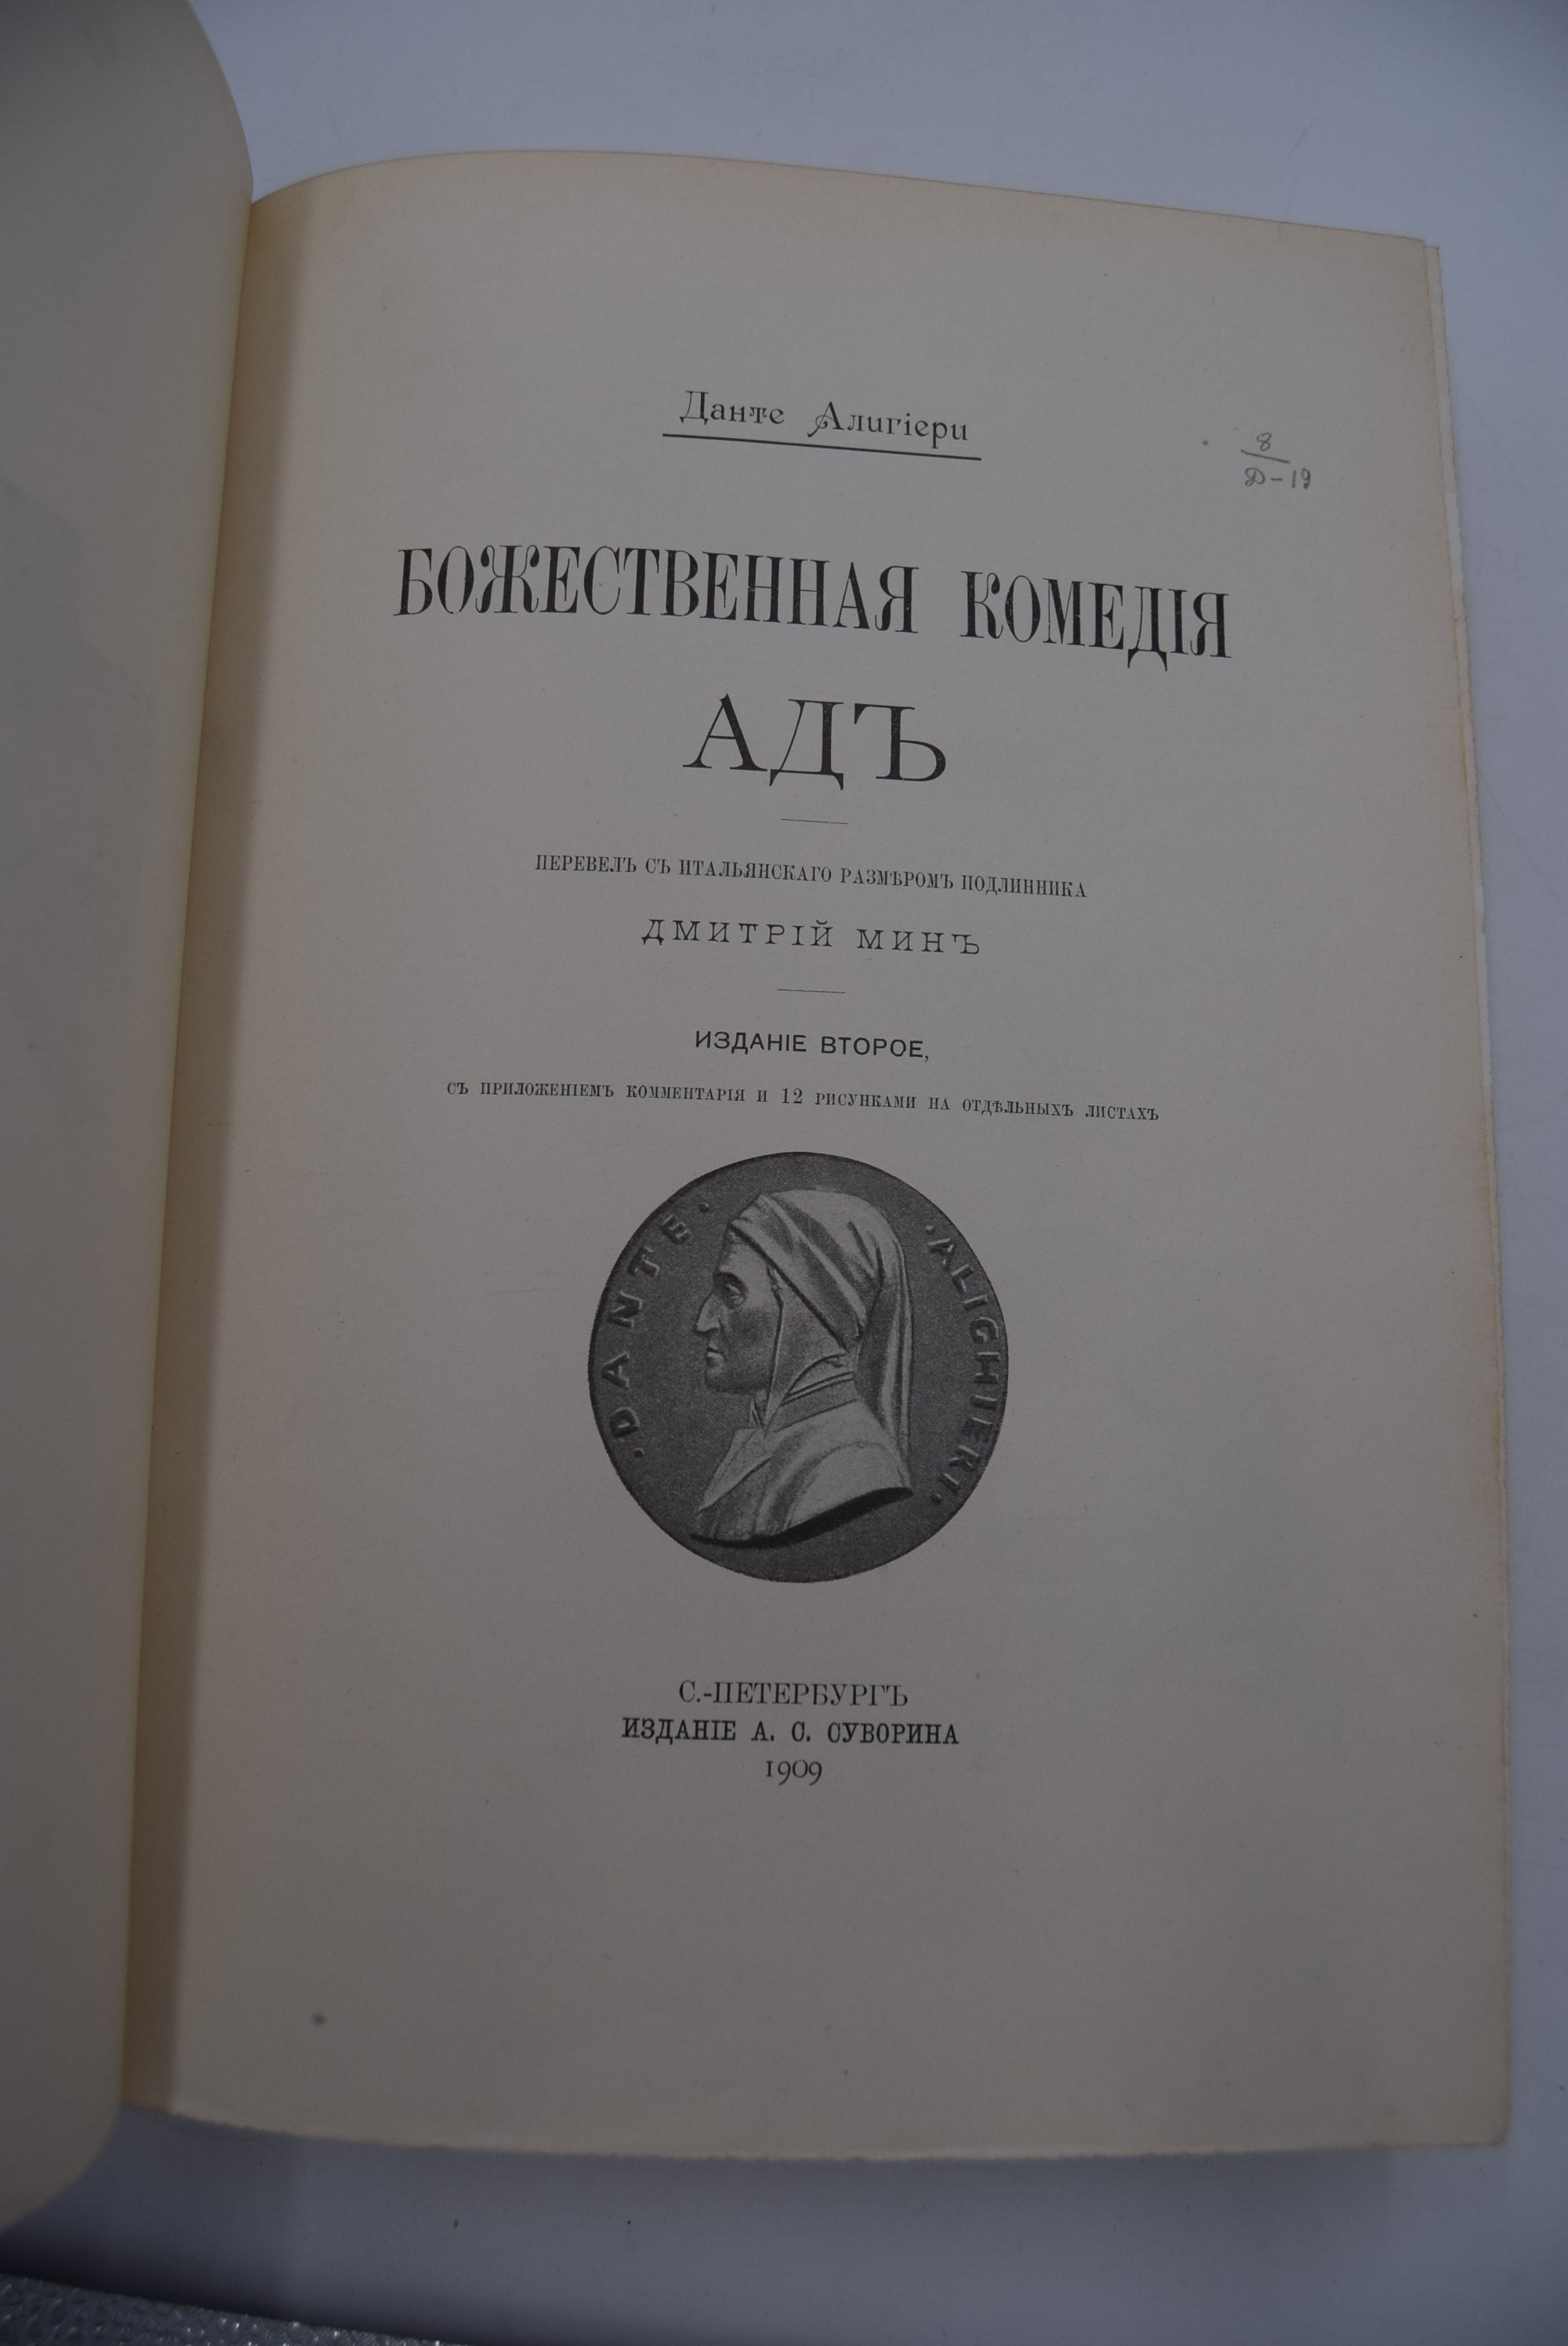 Данте Алигіери
8
Д-19
БОЖЕСТВЕННАЯ КОМЕДІЯ
АДЪ
ПЕРЕВЕЛЪ СЪ ИТАЛЬЯНСКАГО РАЗМѢРОМЪ ПОДЛИННИКА
ДМИТРІЙ МИНЪ
ИЗДАНІЕ ВТОРОЕ,
СЪ ПРИЛОЖЕНІЕМЪ КОММЕНТАРІЯ И 12 РИСУНКАМИ НА ОТДѢЛЬНЫХЪ ЛИСТАХЪ
·DANTE· ·ALIGHIERI·
С.-ПЕТЕРБУРГЪ
ИЗДАНІЕ А. С. СУВОРИНА
1909